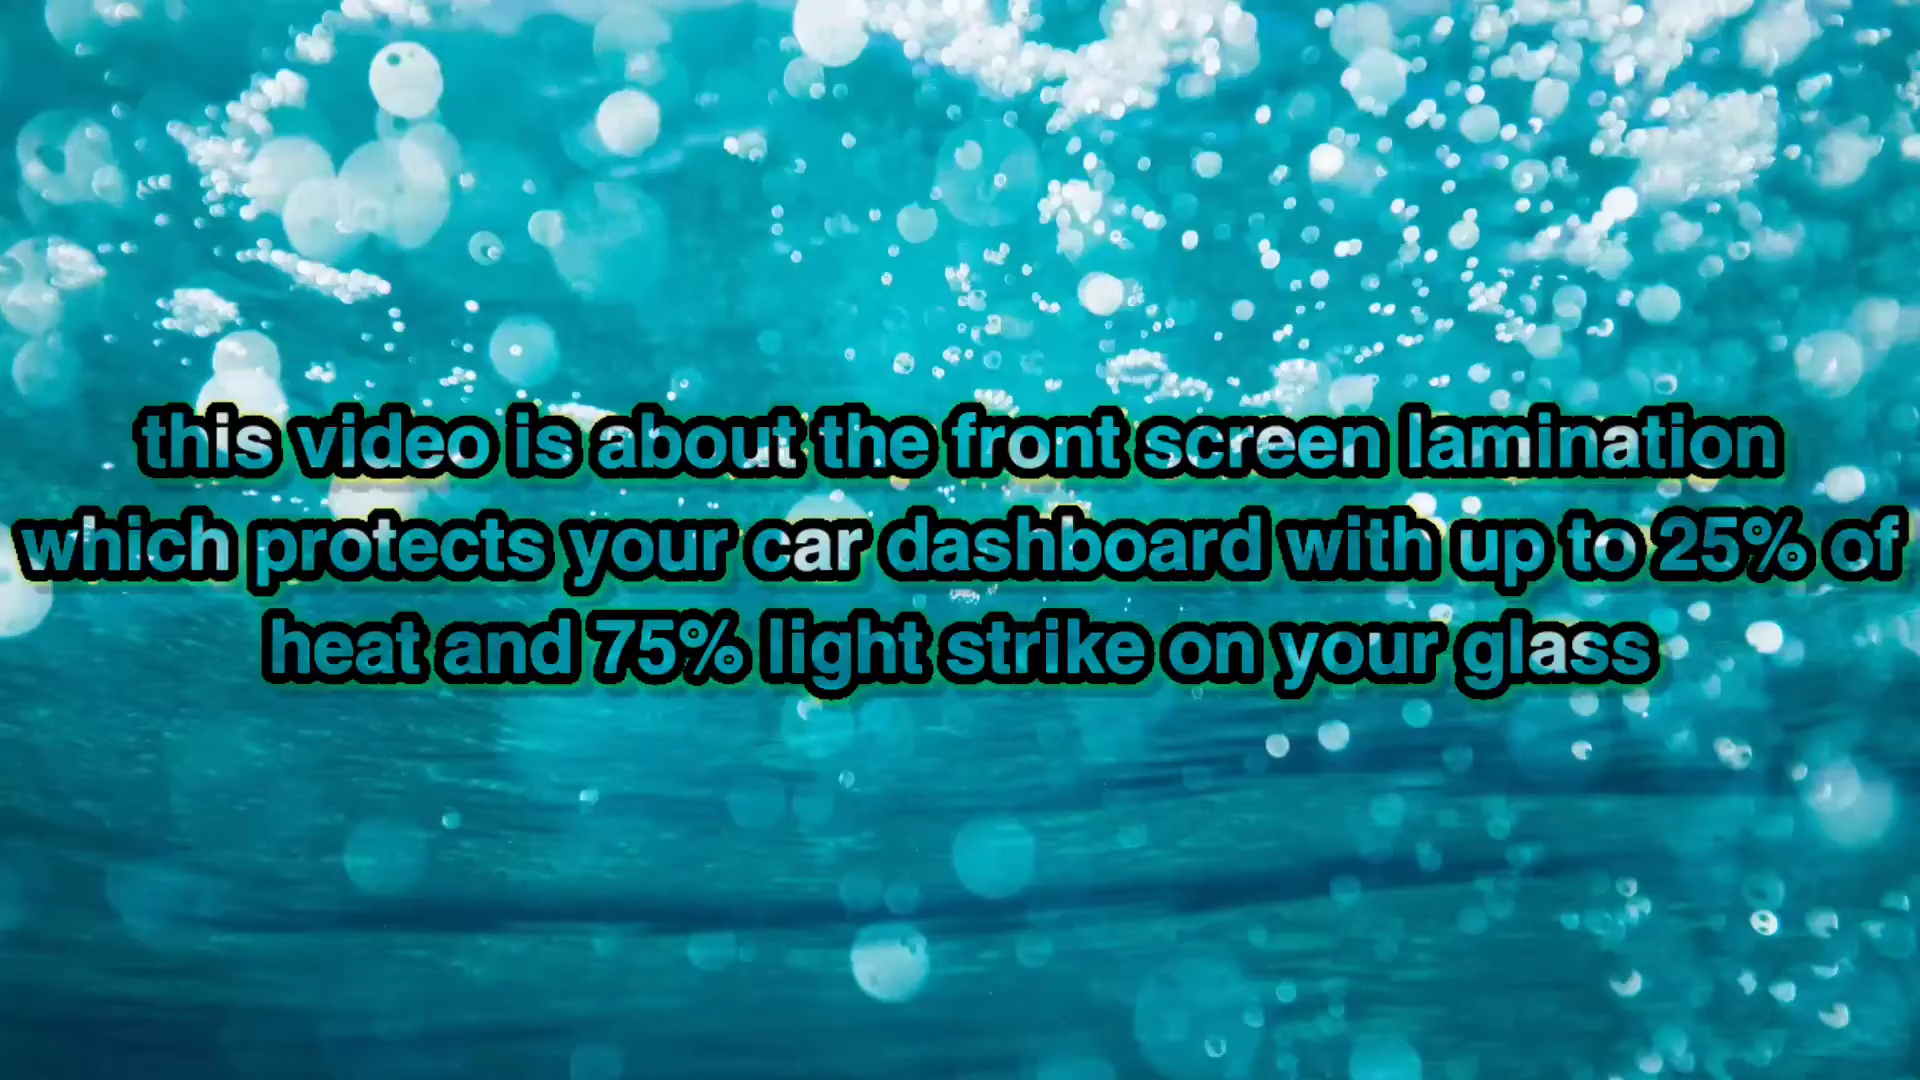 this video is about the front screen lamination
which protects your car dashboard with up to 25% of
heat and 75% light strike on your glass